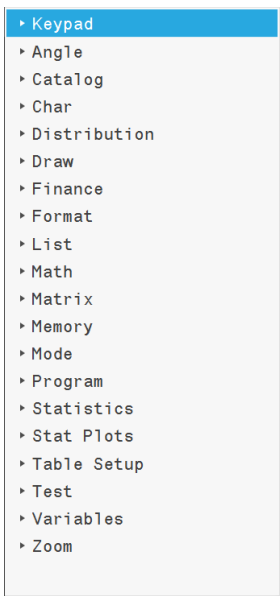 Keypad
Angle
Catalog
Char
Distribution
Draw
Finance
Format
List
Math
Matrix
Memory
Mode
Program
Statistics
Stat Plots
Table Setup
Test
Variables
Zoom